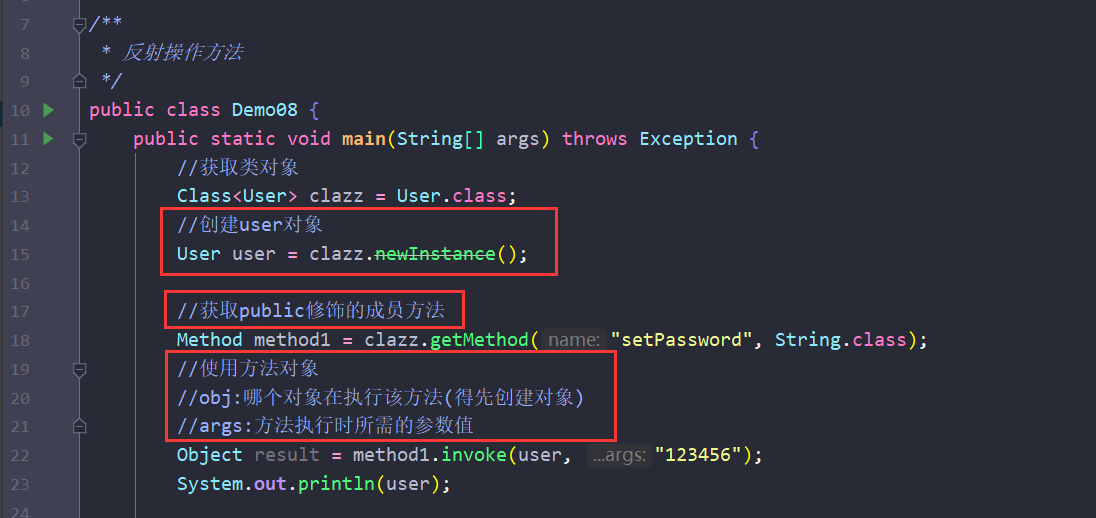 7 /**
8 * 反射操作方法
9 */
10 public class Demo08 {
11 public static void main(String[] args) throws Exception {
12 //获取类对象
13 Class<User> clazz = User.class;
14 //创建user对象
15 User user = clazz.newInstance();
16
17 //获取public修饰的成员方法
18 Method method1 = clazz.getMethod( name: "setPassword", String.class);
19 //使用方法对象
20 //obj:哪个对象在执行该方法(得先创建对象)
21 //args:方法执行时所需的参数值
22 Object result = method1.invoke(user, ...args: "123456");
23 System.out.println(user);
24